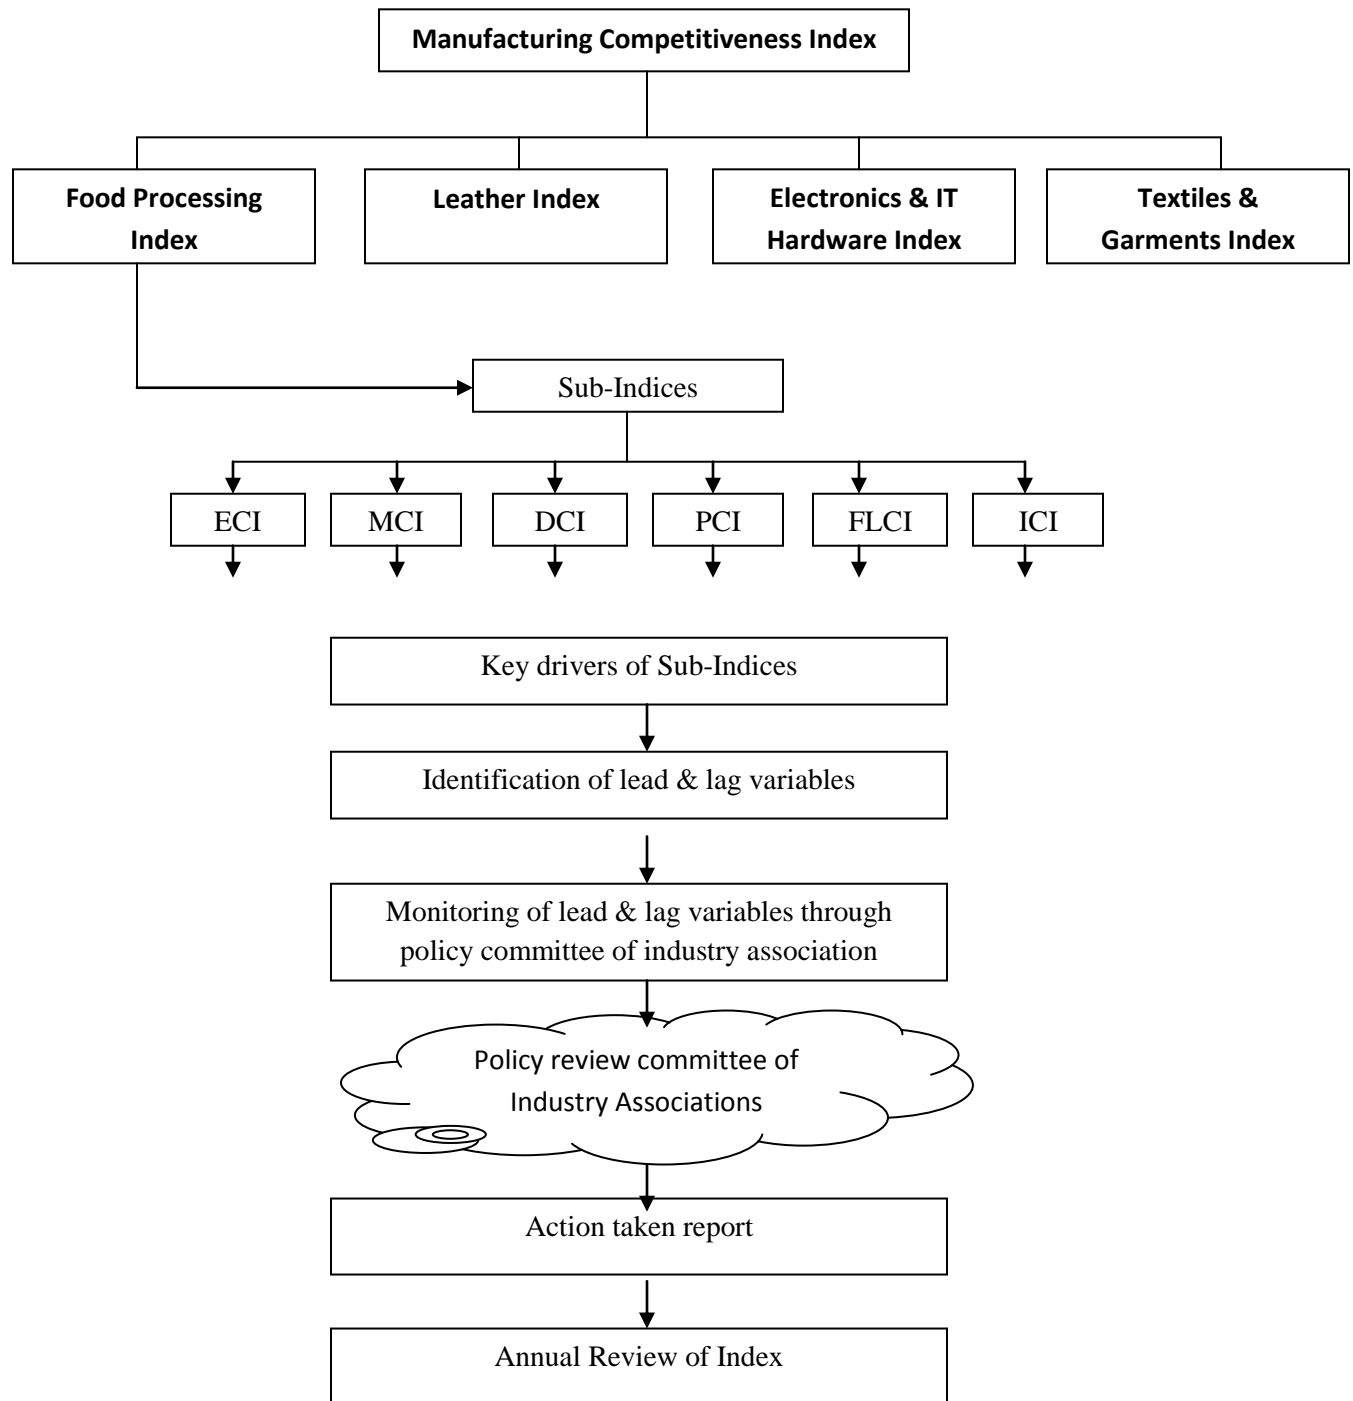 Manufacturing Competitiveness Index
Food Processing
Index
Leather Index
Electronics & IT
Hardware Index
Textiles &
Garments Index
Sub-Indices
ECI
MCI
DCI
PCI
FLCI
ICI
Key drivers of Sub-Indices
Identification of lead & lag variables
Monitoring of lead & lag variables through
policy committee of industry association
Policy review committee of
Industry Associations
Action taken report
Annual Review of Index